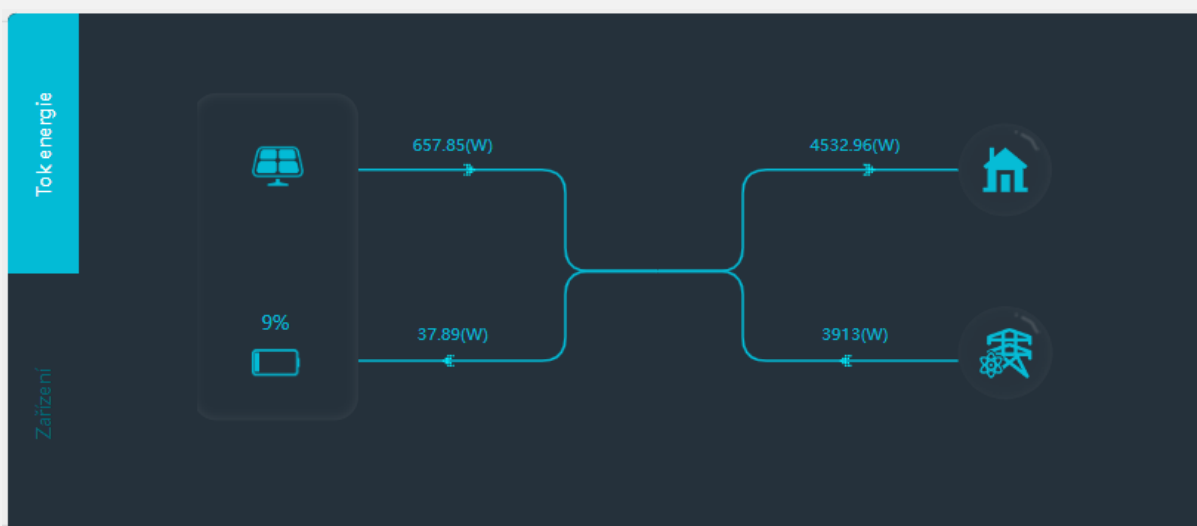 Tok energie
Zařízení
657.85(W)
4532.96(W)
9%
37.89(W)
3913(W)